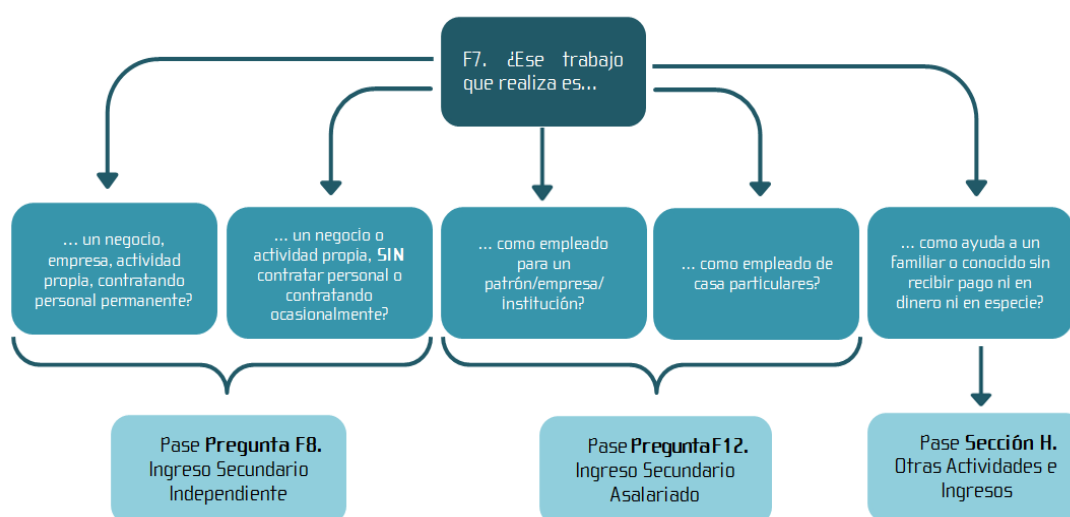 F7. ¿Ese trabajo
que realiza es...
... un negocio,
empresa, actividad
propia, contratando
personal permanente?
... un negocio o
actividad propia, SIN
contratar personal o
contratando
ocasionalmente?
... como empleado
para un
patrón/empresa/
institución?
... como empleado de
casa particulares?
... como ayuda a un
familiar o conocido sin
recibir pago ni en
dinero ni en especie?
Pase Pregunta F8.
Ingreso Secundario
Independiente
Pase Pregunta F12.
Ingreso Secundario
Asalariado
Pase Sección H.
Otras Actividades e
Ingresos